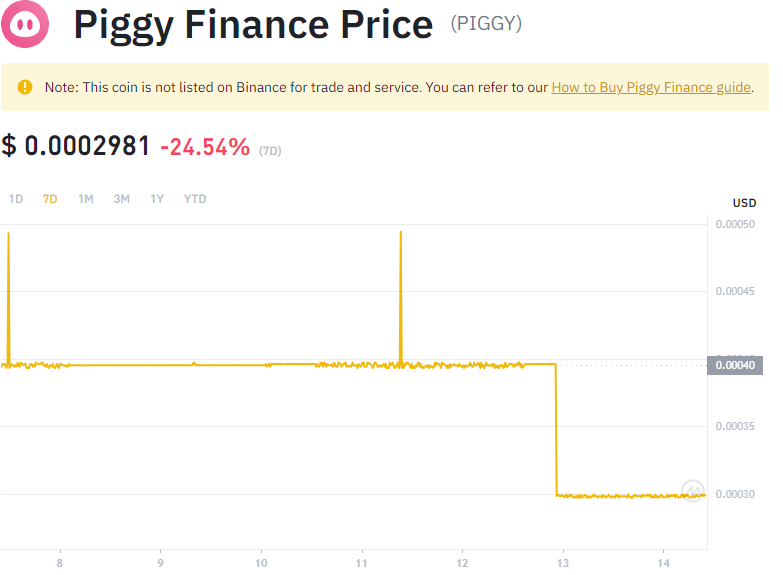 Piggy Finance Price (PIGGY)
Note: This coin is not listed on Binance for trade and service. You can refer to our How to Buy Piggy Finance guide.
$ 0.0002981 -24.54% (7D)
1D 7D 1M 3M 1Y YTD
USD
0.00050
0.00045
0.00040
0.00035
0.00030
8 9 10 11 12 13 14